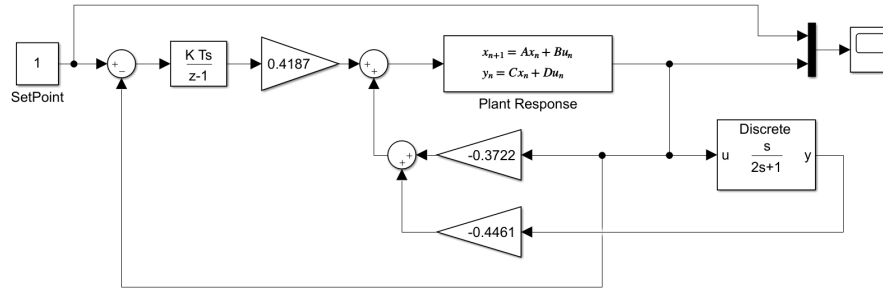 1
SetPoint
+
−
K Ts
z-1
0.4187
+
+
x_{n+1} = Ax_n + Bu_n
y_n = Cx_n + Du_n
Plant Response
+
+
-0.3722
Discrete
u
s
2s+1
y
-0.4461